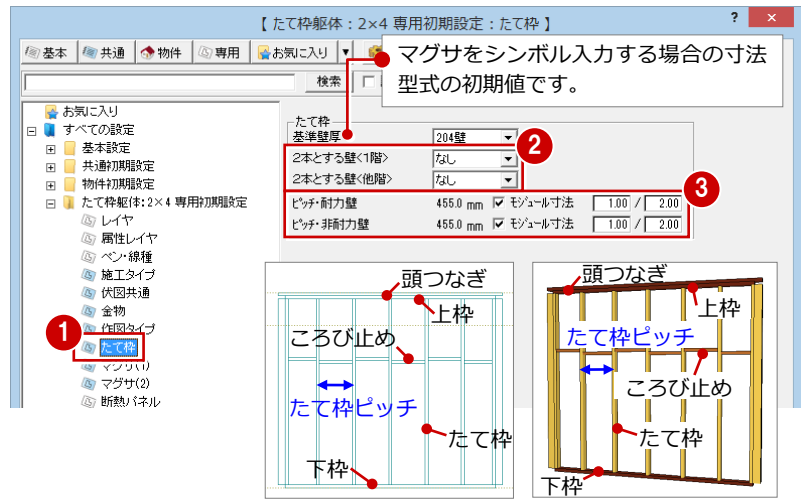 【 たて枠躯体：2×4 専用初期設定：たて枠 】
? ×
基本 共通 物件 専用 お気に入り ▼
検索
マグサをシンボル入力する場合の寸法
型式の初期値です。
お気に入り
すべての設定
基本設定
共通初期設定
物件初期設定
たて枠躯体:2×4 専用初期設定
レイヤ
属性レイヤ
ペン・線種
施工タイプ
伏図共通
金物
作図タイプ
1
たて枠
マグサ(1)
マグサ(2)
断熱パネル
たて枠
基準壁厚 204壁
2
2本とする壁<1階> なし
2本とする壁<他階> なし
3
ピッチ・耐力壁 455.0 mm モジュール寸法 1.00 / 2.00
ピッチ・非耐力壁 455.0 mm モジュール寸法 1.00 / 2.00
頭つなぎ
上枠
ころび止め
たて枠ピッチ
たて枠
下枠
頭つなぎ
上枠
たて枠ピッチ
ころび止め
たて枠
下枠